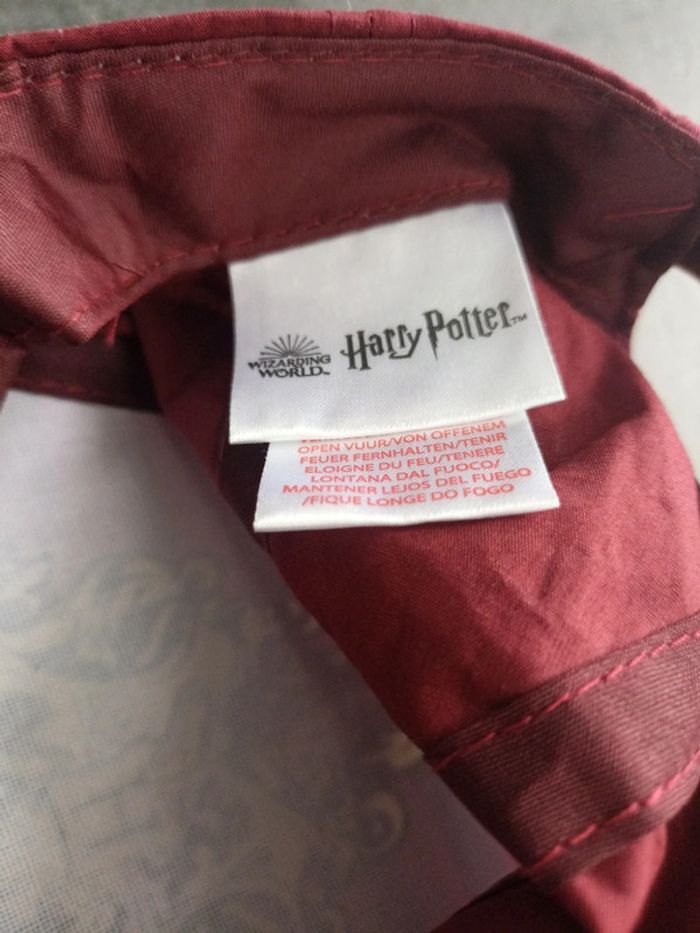 WIZARDING
WORLD™
Harry Potter™
OPEN VUUR/VON OFFENEM
FEUER FERNHALTEN/TENIR
ELOIGNE DU FEU/TENERE
LONTANA DAL FUOCO/
MANTENER LEJOS DEL FUEGO
/FIQUE LONGE DO FOGO